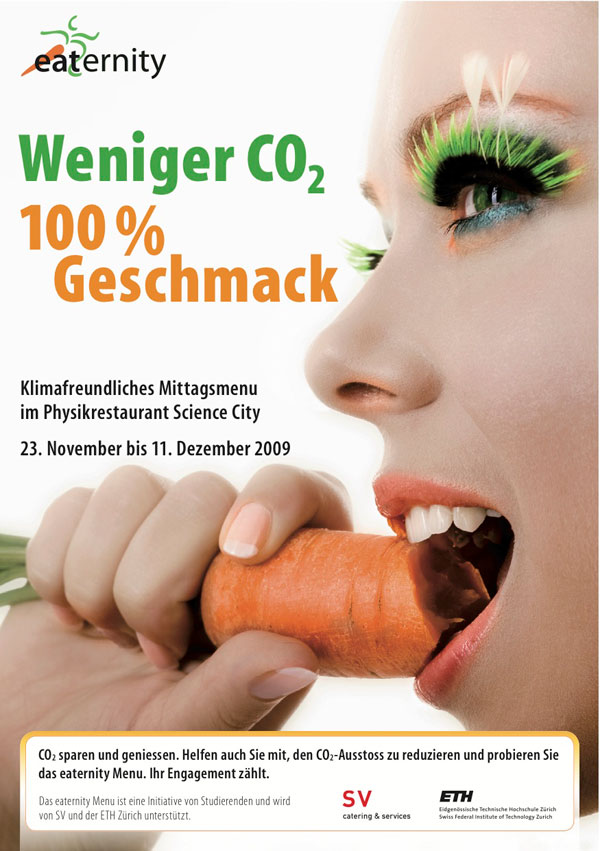 eaternity
Weniger CO₂
100 %
Geschmack
Klimafreundliches Mittagsmenu
im Physikrestaurant Science City
23. November bis 11. Dezember 2009
CO₂ sparen und geniessen. Helfen auch Sie mit, den CO₂-Ausstoss zu reduzieren und probieren Sie
das eaternity Menu. Ihr Engagement zählt.
Das eaternity Menu ist eine Initiative von Studierenden und wird
von SV und der ETH Zürich unterstützt.
SV
catering & services
ETH
Eidgenössische Technische Hochschule Zürich
Swiss Federal Institute of Technology Zurich